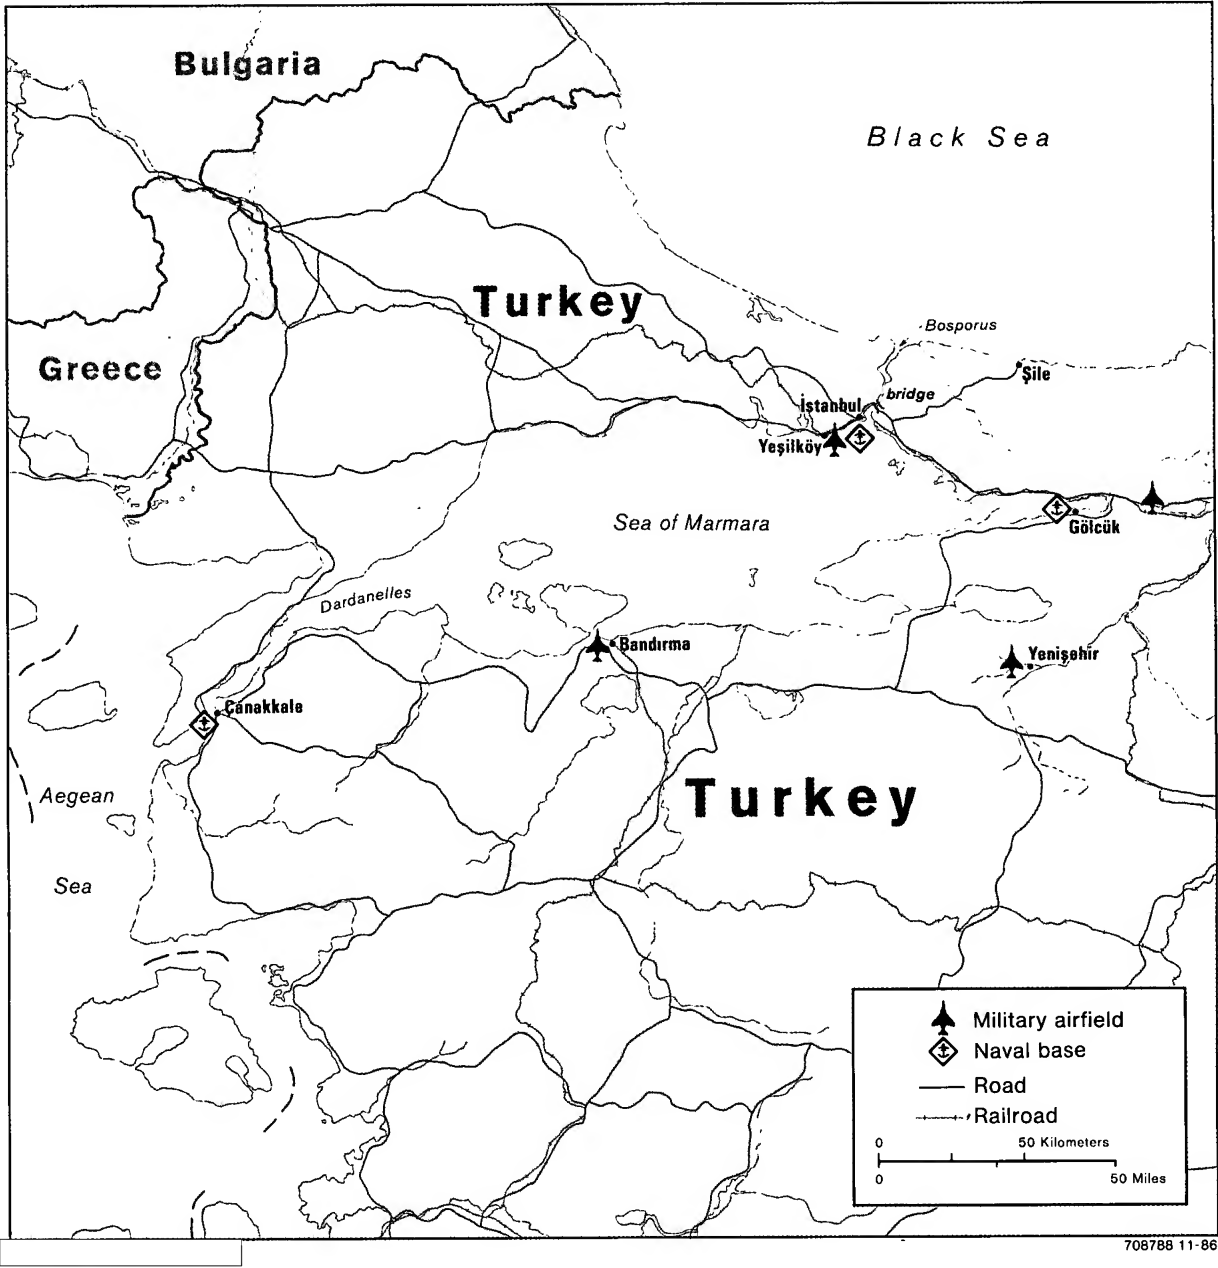 Bulgaria
Black Sea
Turkey
Bosporus
Greece
Şile
bridge
İstanbul
Yeşilköy
Sea of Marmara
Gölcük
Dardanelles
Bandırma
Yenişehir
Çanakkale
Aegean
Sea
Turkey
Military airfield
Naval base
Road
Railroad
0 50 Kilometers
0 50 Miles
708788 11-86